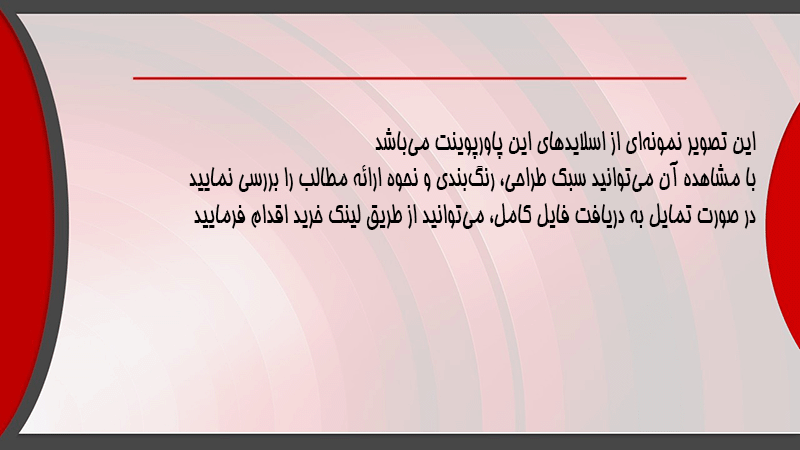 این تصویر نمونه‌ای از اسلایدهای این پاورپوینت می‌باشد
با مشاهده آن می‌توانید سبک طراحی، رنگ‌بندی و نحوه ارائه مطالب را بررسی نمایید
در صورت تمایل به دریافت فایل کامل، می‌توانید از طریق لینک خرید اقدام فرمایید